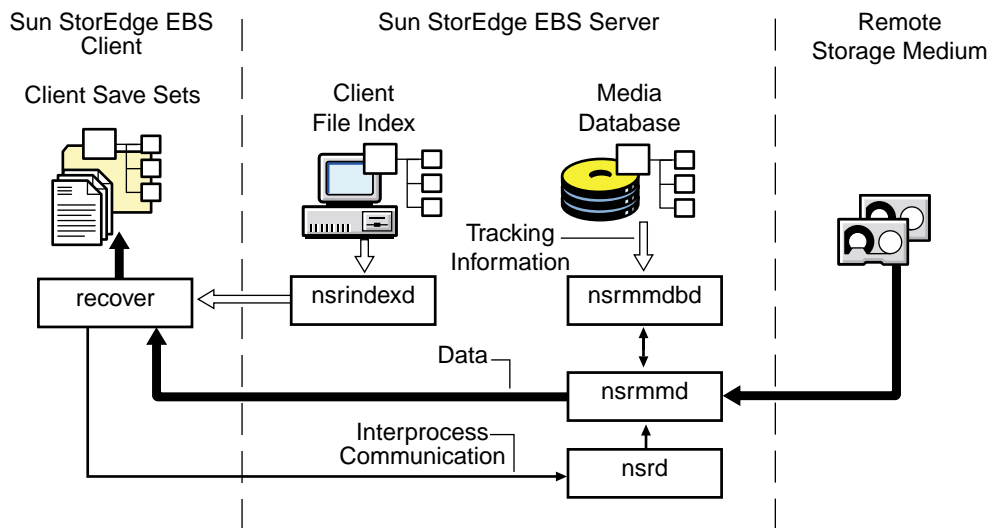 Sun StorEdge EBS
Client
Sun StorEdge EBS Server
Remote
Storage Medium
Client Save Sets
Client
File Index
Media
Database
Tracking
Information
recover
nsrindexd
nsrmmdbd
Data
nsrmmd
Interprocess
Communication
nsrd